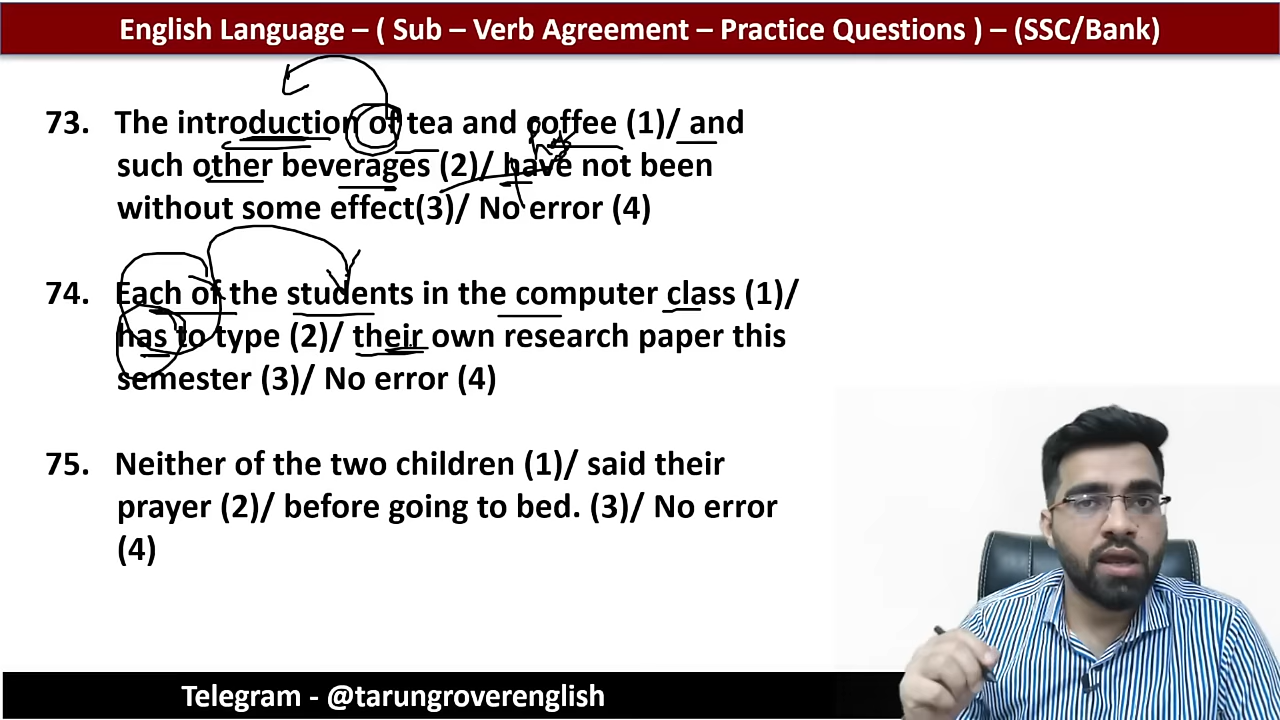 English Language – ( Sub – Verb Agreement – Practice Questions ) – (SSC/Bank)
73. The introduction of tea and coffee (1)/ and
such other beverages (2)/ have not been
without some effect(3)/ No error (4)
has
74. Each of the students in the computer class (1)/
has to type (2)/ their own research paper this
semester (3)/ No error (4)
75. Neither of the two children (1)/ said their
prayer (2)/ before going to bed. (3)/ No error
(4)
Telegram - @tarungroverenglish